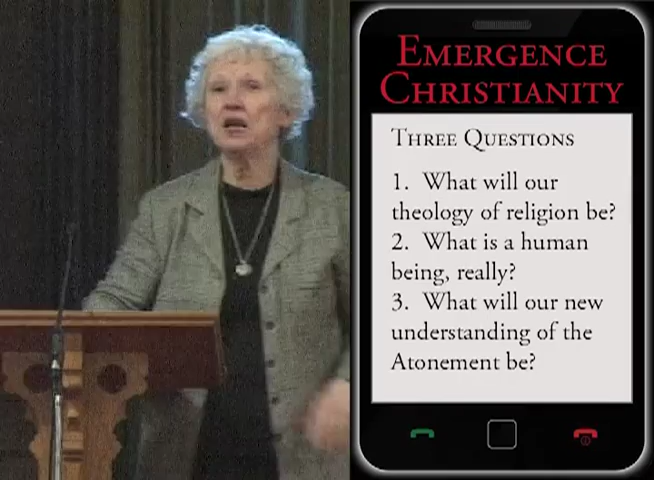 EMERGENCE
CHRISTIANITY
THREE QUESTIONS
1. What will our
theology of religion be?
2. What is a human
being, really?
3. What will our new
understanding of the
Atonement be?